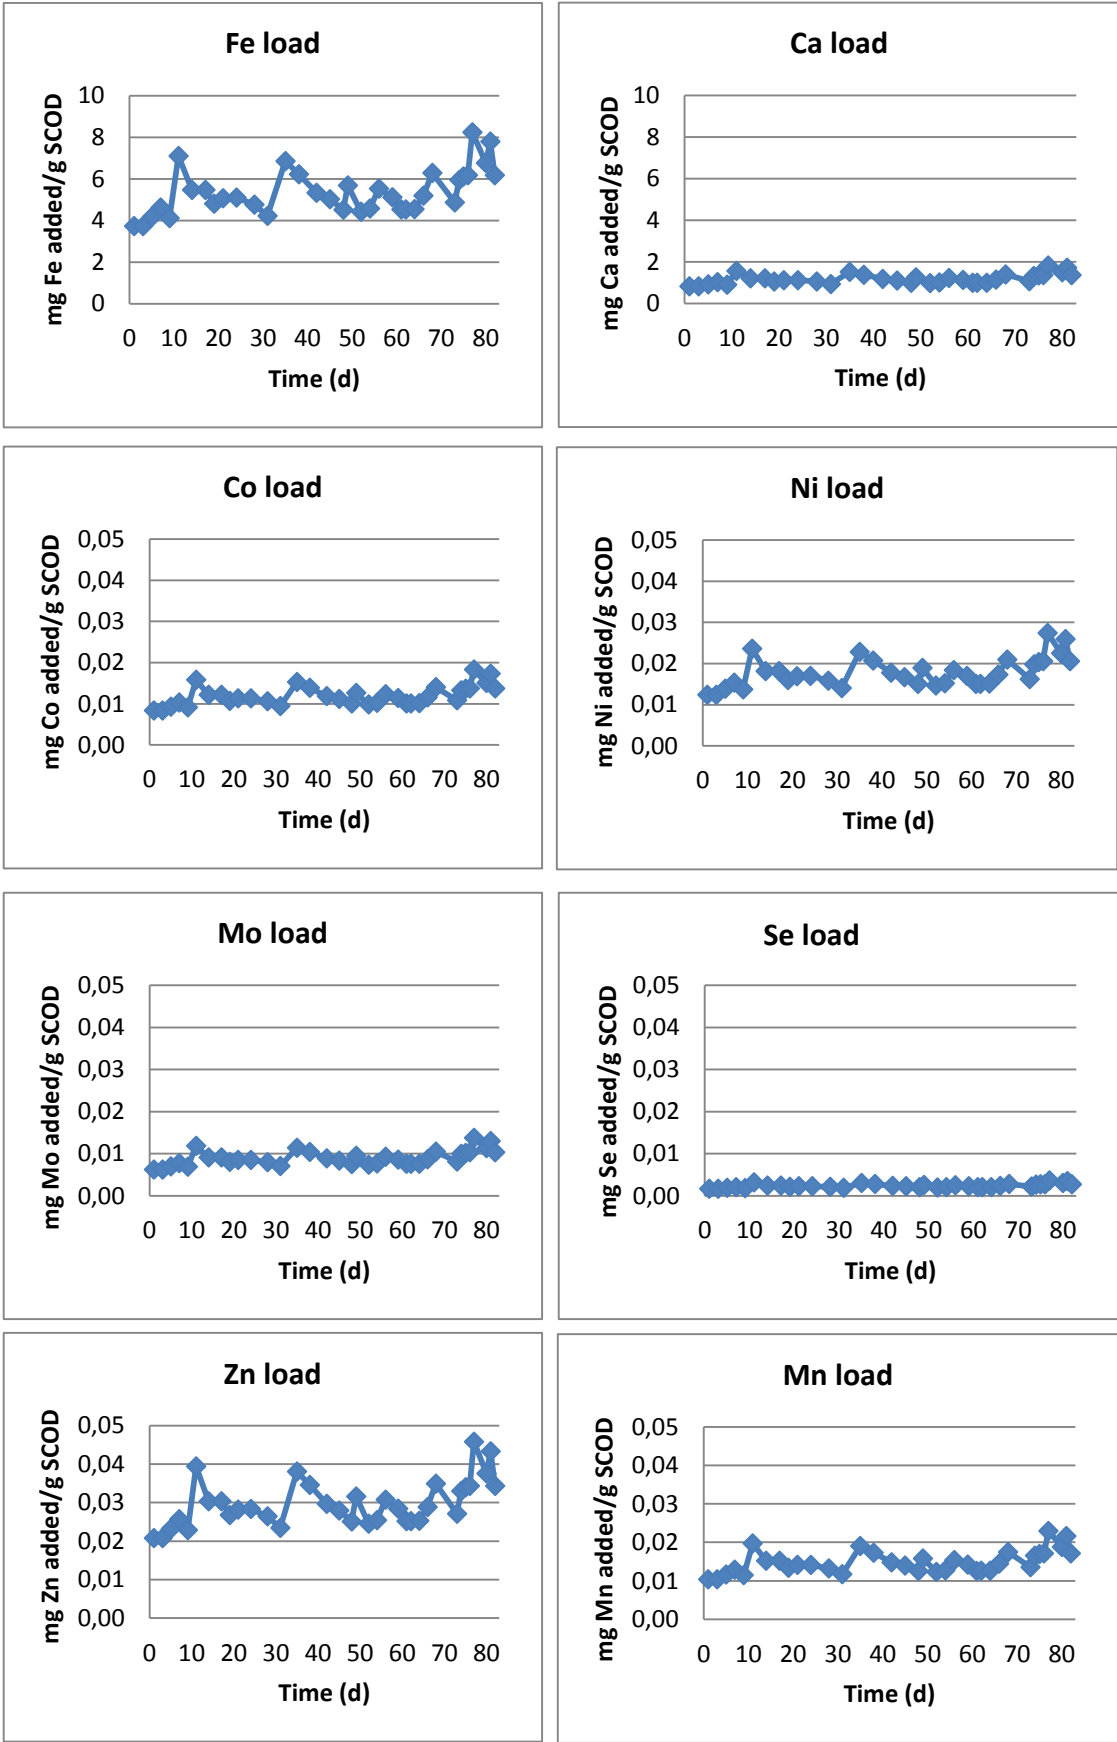 Fe load
mg Fe added/g SCOD
10
8
6
4
2
0
0 10 20 30 40 50 60 70 80
Time (d)
Ca load
mg Ca added/g SCOD
10
8
6
4
2
0
0 10 20 30 40 50 60 70 80
Time (d)
Co load
mg Co added/g SCOD
0,05
0,04
0,03
0,02
0,01
0,00
0 10 20 30 40 50 60 70 80
Time (d)
Ni load
mg Ni added/g SCOD
0,05
0,04
0,03
0,02
0,01
0,00
0 10 20 30 40 50 60 70 80
Time (d)
Mo load
mg Mo added/g SCOD
0,05
0,04
0,03
0,02
0,01
0,00
0 10 20 30 40 50 60 70 80
Time (d)
Se load
mg Se added/g SCOD
0,05
0,04
0,03
0,02
0,01
0,00
0 10 20 30 40 50 60 70 80
Time (d)
Zn load
mg Zn added/g SCOD
0,05
0,04
0,03
0,02
0,01
0,00
0 10 20 30 40 50 60 70 80
Time (d)
Mn load
mg Mn added/g SCOD
0,05
0,04
0,03
0,02
0,01
0,00
0 10 20 30 40 50 60 70 80
Time (d)